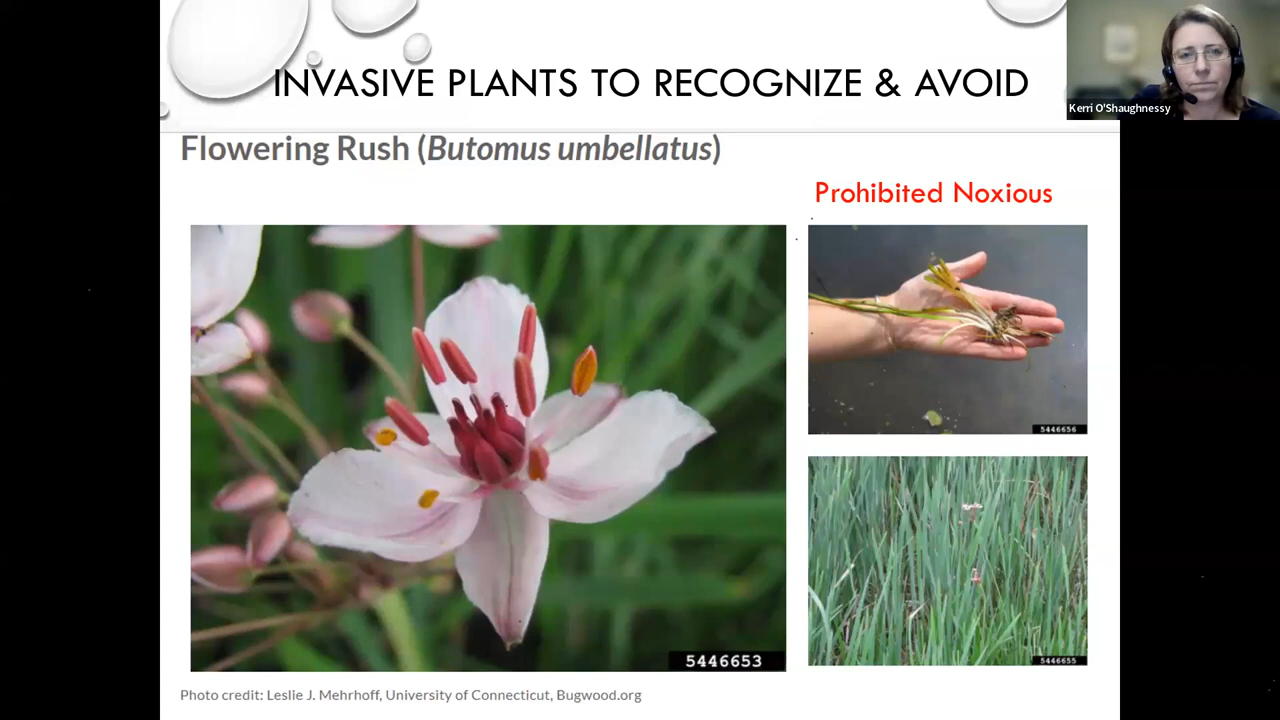 INVASIVE PLANTS TO RECOGNIZE & AVOID
Kerri O'Shaughnessy
Flowering Rush (Butomus umbellatus)
Prohibited Noxious
5446656
5446653
5446655
Photo credit: Leslie J. Mehrhoff, University of Connecticut, Bugwood.org